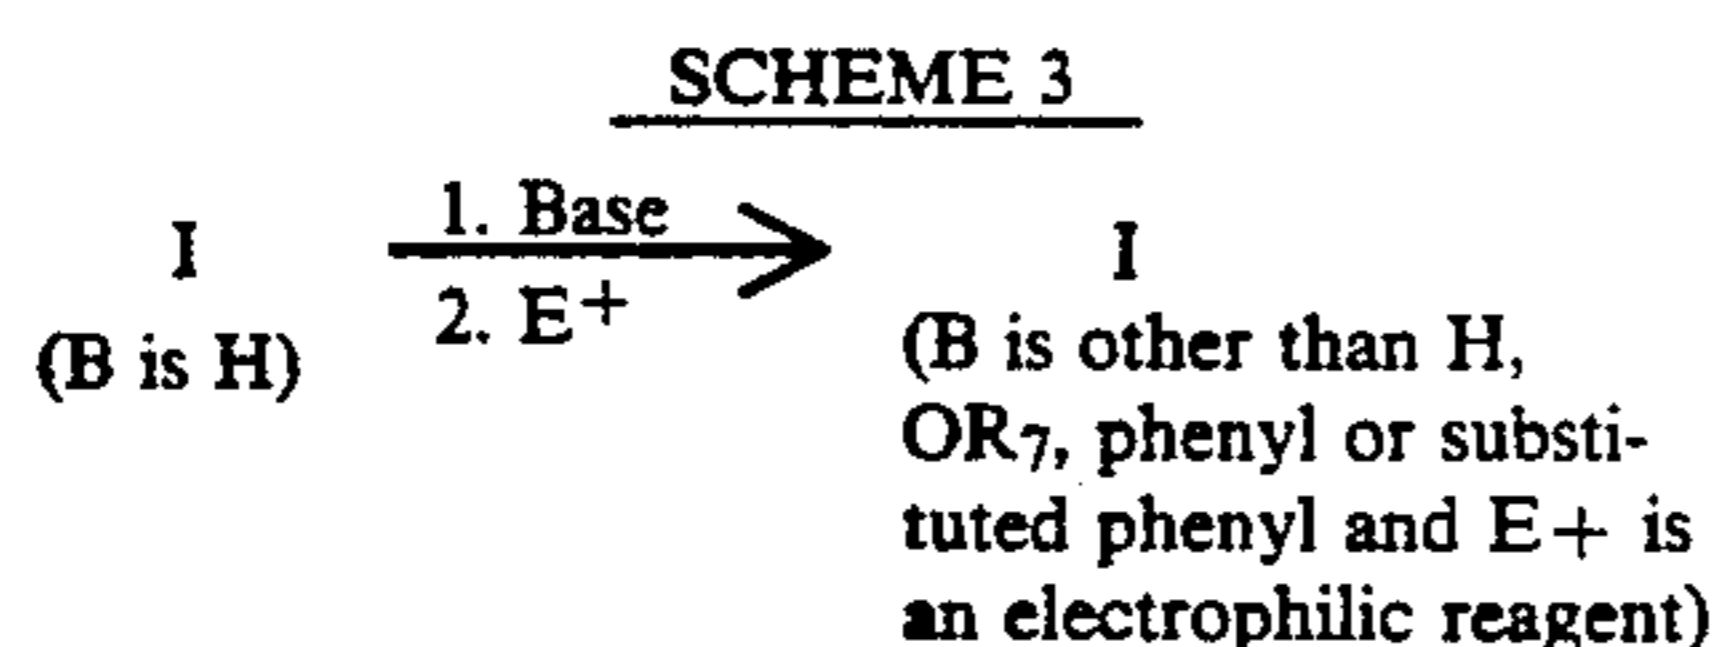 SCHEME 3
1. Base
I
I
2. E+
(B is H)
(B is other than H,
OR7, phenyl or substi-
tuted phenyl and E+ is
an electrophilic reagent)